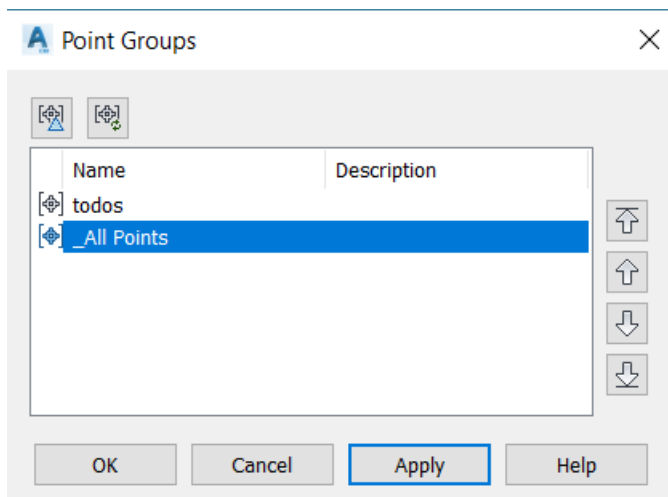 Point Groups
Name Description
todos
_All Points
OK Cancel Apply Help